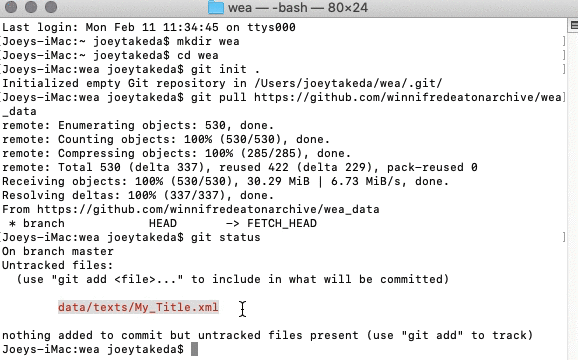 wea — -bash — 80×24
Last login: Mon Feb 11 11:34:45 on ttys000
[Joeys-iMac:~ joeytakeda$ mkdir wea ]
[Joeys-iMac:~ joeytakeda$ cd wea ]
[Joeys-iMac:wea joeytakeda$ git init . ]
Initialized empty Git repository in /Users/joeytakeda/wea/.git/
[Joeys-iMac:wea joeytakeda$ git pull https://github.com/winnifredeatonarchive/wea]
_data
remote: Enumerating objects: 530, done.
remote: Counting objects: 100% (530/530), done.
remote: Compressing objects: 100% (285/285), done.
remote: Total 530 (delta 337), reused 422 (delta 229), pack-reused 0
Receiving objects: 100% (530/530), 30.29 MiB | 6.73 MiB/s, done.
Resolving deltas: 100% (337/337), done.
From https://github.com/winnifredeatonarchive/wea_data
 * branch            HEAD       -> FETCH_HEAD
[Joeys-iMac:wea joeytakeda$ git status ]
On branch master
Untracked files:
  (use "git add <file>..." to include in what will be committed)
        data/texts/My_Title.xml
nothing added to commit but untracked files present (use "git add" to track)
Joeys-iMac:wea joeytakeda$